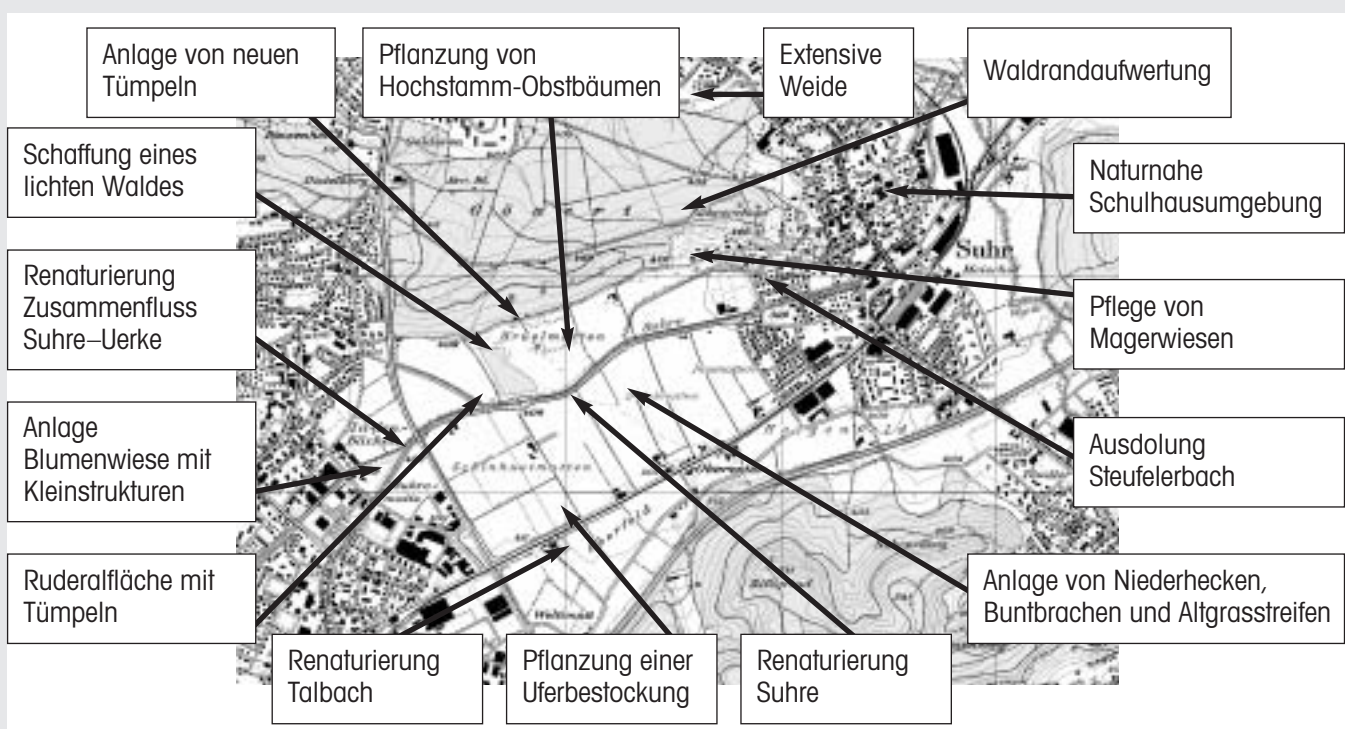 Anlage von neuen
Tümpeln
Pflanzung von
Hochstamm-Obstbäumen
Extensive
Weide
Waldrandaufwertung
Schaffung eines
lichten Waldes
Naturnahe
Schulhausumgebung
Suhr
Renaturierung
Zusammenfluss
Suhre–Uerke
Pflege von
Magerwiesen
Anlage
Blumenwiese mit
Kleinstrukturen
Ausdolung
Steufelerbach
Ruderalfläche mit
Tümpeln
Anlage von Niederhecken,
Buntbrachen und Altgrasstreifen
Renaturierung
Talbach
Pflanzung einer
Uferbestockung
Renaturierung
Suhre